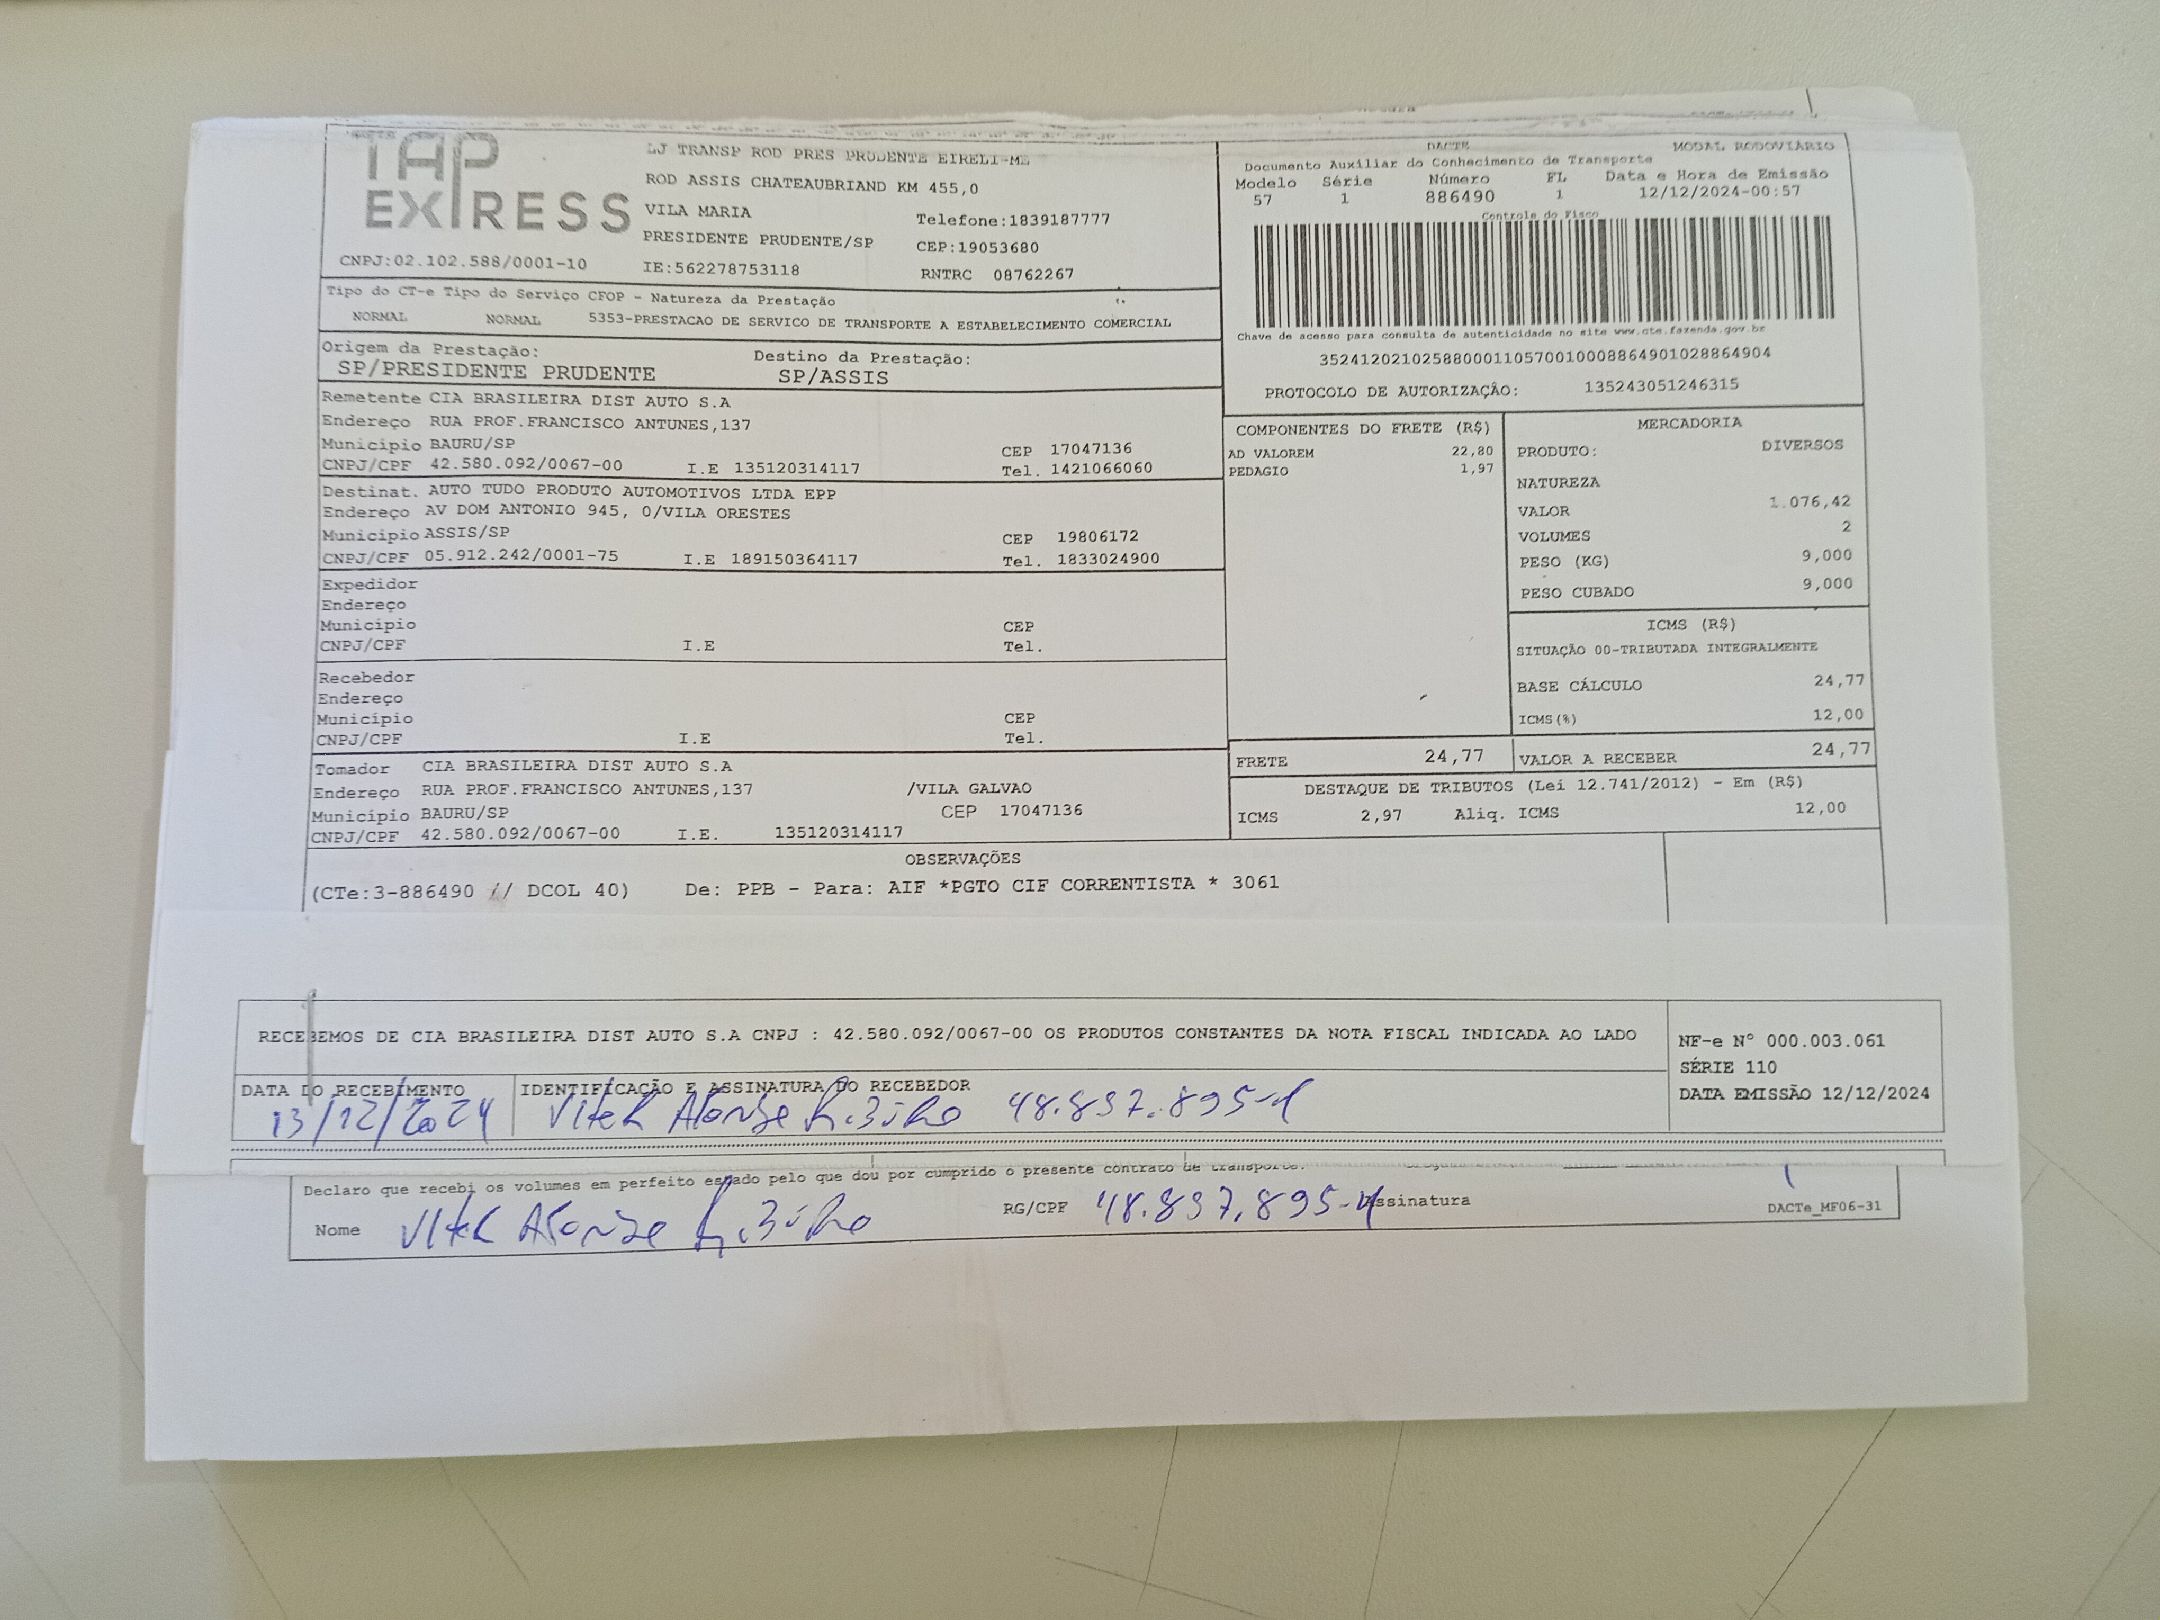 TAP
EXPRESS
CNPJ:02.102.588/0001-10
LJ TRANSP ROD PRES PRUDENTE EIRELI-ME
ROD ASSIS CHATEAUBRIAND KM 455,0
VILA MARIA Telefone:1839187777
PRESIDENTE PRUDENTE/SP CEP:19053680
IE:562278753118 RNTRC 08762267
DACTE MODAL RODOVIÁRIO
Documento Auxiliar do Conhecimento de Transporte
Modelo Série Número FL Data e Hora de Emissão
57 1 886490 1 12/12/2024-00:57
Controle do Fisco
Chave de acesso para consulta de autenticidade no site www.cte.fazenda.gov.br
35241202102588000110570010008864901028864904
PROTOCOLO DE AUTORIZAÇÃO: 135243051246315
Tipo do CT-e Tipo do Serviço CFOP - Natureza da Prestação
NORMAL NORMAL 5353-PRESTACAO DE SERVICO DE TRANSPORTE A ESTABELECIMENTO COMERCIAL
Origem da Prestação: Destino da Prestação:
SP/PRESIDENTE PRUDENTE SP/ASSIS
Remetente CIA BRASILEIRA DIST AUTO S.A
Endereço RUA PROF.FRANCISCO ANTUNES,137
Município BAURU/SP CEP 17047136
CNPJ/CPF 42.580.092/0067-00 I.E 135120314117 Tel. 1421066060
Destinat. AUTO TUDO PRODUTO AUTOMOTIVOS LTDA EPP
Endereço AV DOM ANTONIO 945, 0/VILA ORESTES
Município ASSIS/SP CEP 19806172
CNPJ/CPF 05.912.242/0001-75 I.E 189150364117 Tel. 1833024900
Expedidor
Endereço
Município CEP
CNPJ/CPF I.E Tel.
Recebedor
Endereço
Município CEP
CNPJ/CPF I.E Tel.
Tomador CIA BRASILEIRA DIST AUTO S.A
Endereço RUA PROF.FRANCISCO ANTUNES,137 /VILA GALVAO
Município BAURU/SP CEP 17047136
CNPJ/CPF 42.580.092/0067-00 I.E. 135120314117
COMPONENTES DO FRETE (R$)
AD VALOREM 22,80
PEDAGIO 1,97
MERCADORIA
PRODUTO: DIVERSOS
NATUREZA
VALOR 1.076,42
VOLUMES 2
PESO (KG) 9,000
PESO CUBADO 9,000
ICMS (R$)
SITUAÇÃO 00-TRIBUTADA INTEGRALMENTE
BASE CÁLCULO 24,77
ICMS(%) 12,00
FRETE 24,77 VALOR A RECEBER 24,77
DESTAQUE DE TRIBUTOS (Lei 12.741/2012) - Em (R$)
ICMS 2,97 Aliq. ICMS 12,00
OBSERVAÇÕES
(CTe:3-886490 // DCOL 40) De: PPB - Para: AIF *PGTO CIF CORRENTISTA * 3061
RECEBEMOS DE CIA BRASILEIRA DIST AUTO S.A CNPJ : 42.580.092/0067-00 OS PRODUTOS CONSTANTES DA NOTA FISCAL INDICADA AO LADO
NF-e N° 000.003.061
SÉRIE 110
DATA EMISSÃO 12/12/2024
DATA DO RECEBIMENTO IDENTIFICAÇÃO E ASSINATURA DO RECEBEDOR
13/12/2024 48.837.895-4
Declaro que recebi os volumes em perfeito estado pelo que dou por cumprido o presente contrato de transporte.
Nome RG/CPF 48.837.895-4 Assinatura DACTe_MF06-31